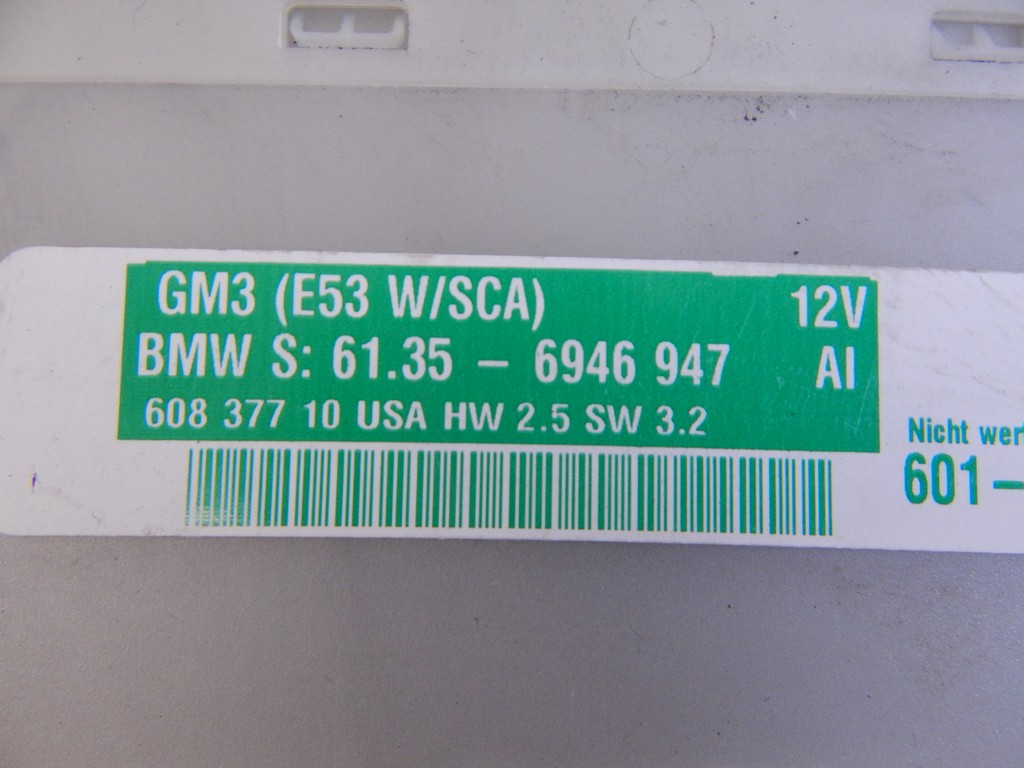 GM3 (E53 W/SCA) 12V
BMW S: 61.35 – 6946 947 AI
608 377 10 USA HW 2.5 SW 3.2
Nicht
601–